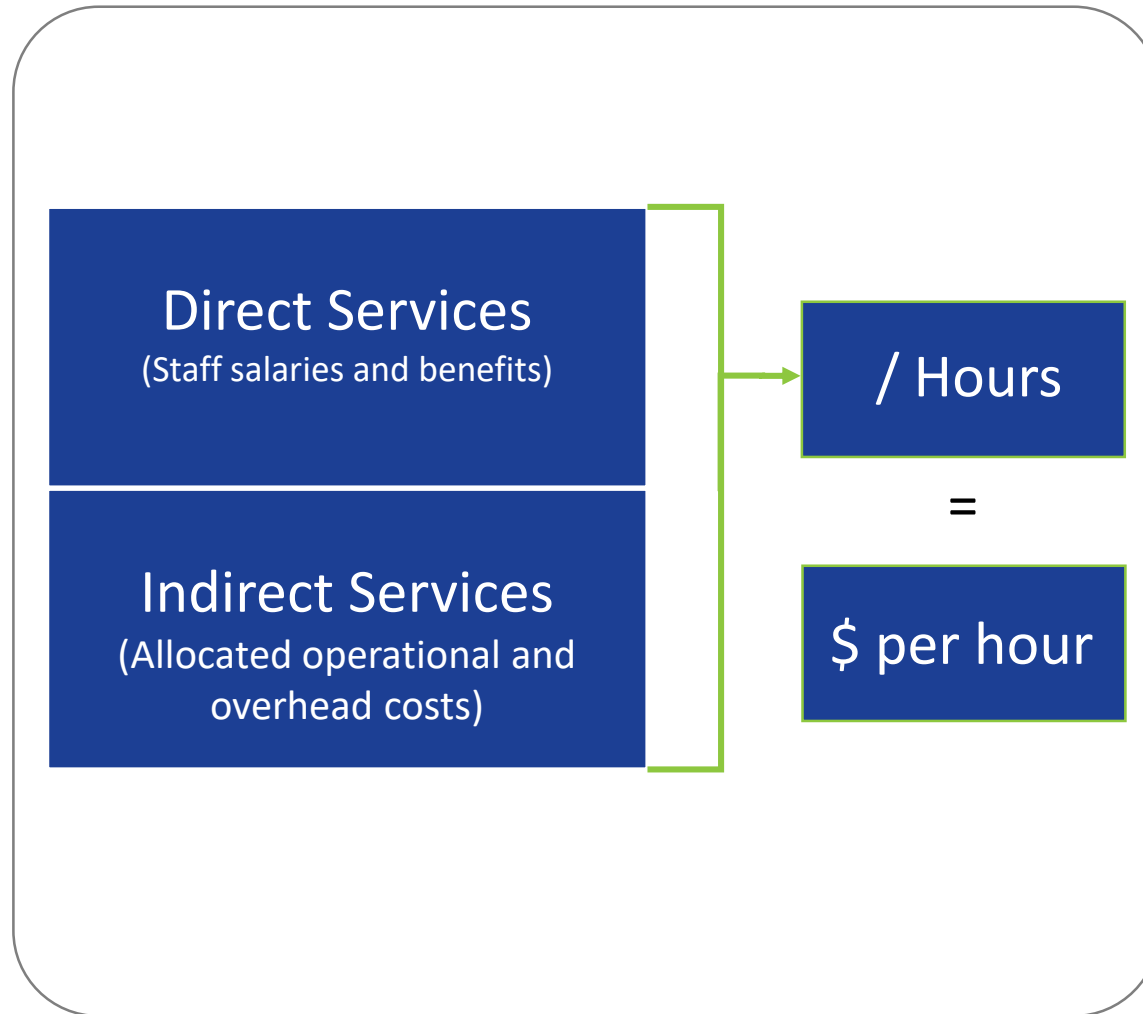 Direct Services
(Staff salaries and benefits)
Indirect Services
(Allocated operational and
overhead costs)
/ Hours
=
$ per hour